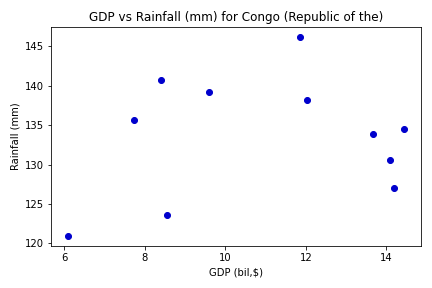 GDP vs Rainfall (mm) for Congo (Republic of the)
Rainfall (mm)
145
140
135
130
125
120
6 8 10 12 14
GDP (bil,$)